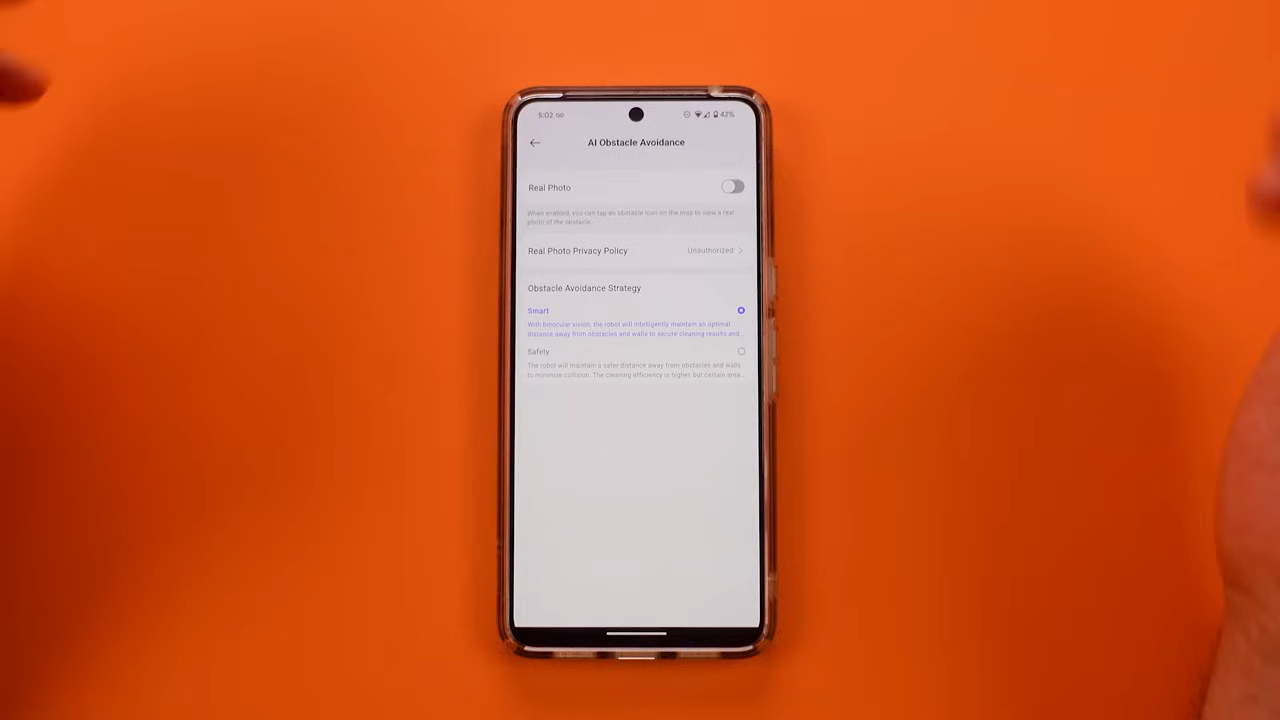 5:02
42%
AI Obstacle Avoidance
Real Photo
When enabled, you can tap an obstacle icon on the map to view a real
photo of the obstacle.
Real Photo Privacy Policy
Unauthorized
Obstacle Avoidance Strategy
Smart
With binocular vision, the robot will intelligently maintain an optimal
distance away from obstacles and walls to secure cleaning results and...
Safety
The robot will maintain a safer distance away from obstacles and walls
to minimize collision. The cleaning efficiency is higher, but certain area...